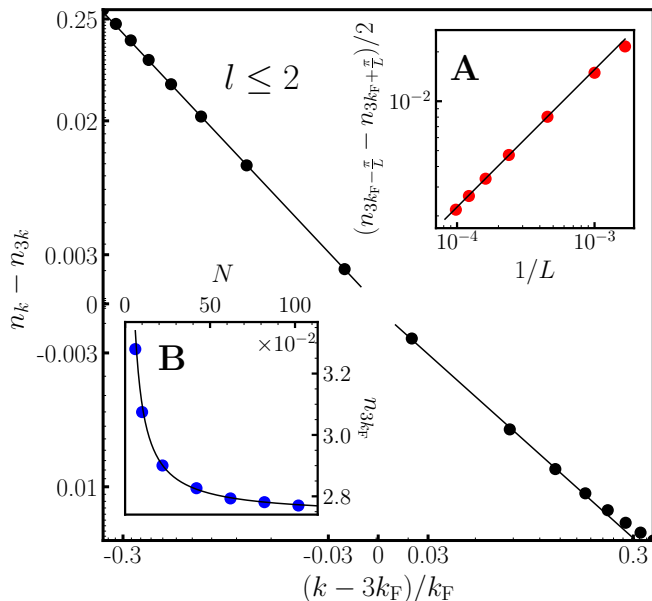 0.25
0.02
0.003
0
-0.003
0.01
n_k − n_{3k}
l ≤ 2
A
10^{-2}
10^{-4}
10^{-3}
1/L
(n_{3k_F − π/L} − n_{3k_F + π/L})/2
N
0
50
100
B
×10^{-2}
3.2
3.0
2.8
n_{3k_F}
-0.3
-0.03
0
0.03
0.3
(k − 3k_F)/k_F